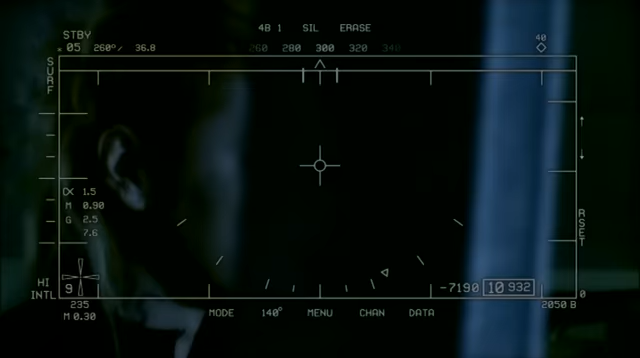 4B 1 SIL ERASE
STBY
05 260°/ 36.8
260 280 300 320 340
40
SURF
α 1.5
M 0.90
G 2.5
7.6
RSET
HI
INTL
9
-7190 10 932
0
235
M 0.30
MODE 140° MENU CHAN DATA
2050 B